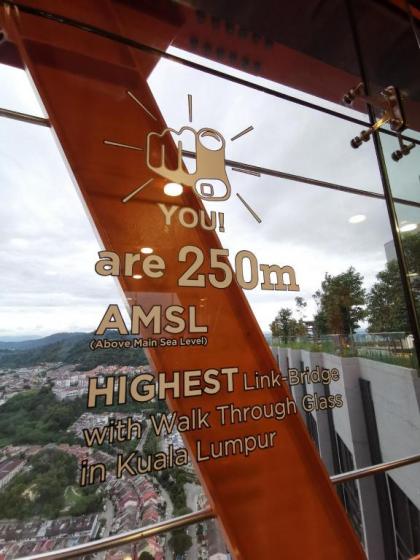 YOU!
are 250m
AMSL
(Above Main Sea Level)
HIGHEST Link-Bridge
with Walk Through Glass
in Kuala Lumpur